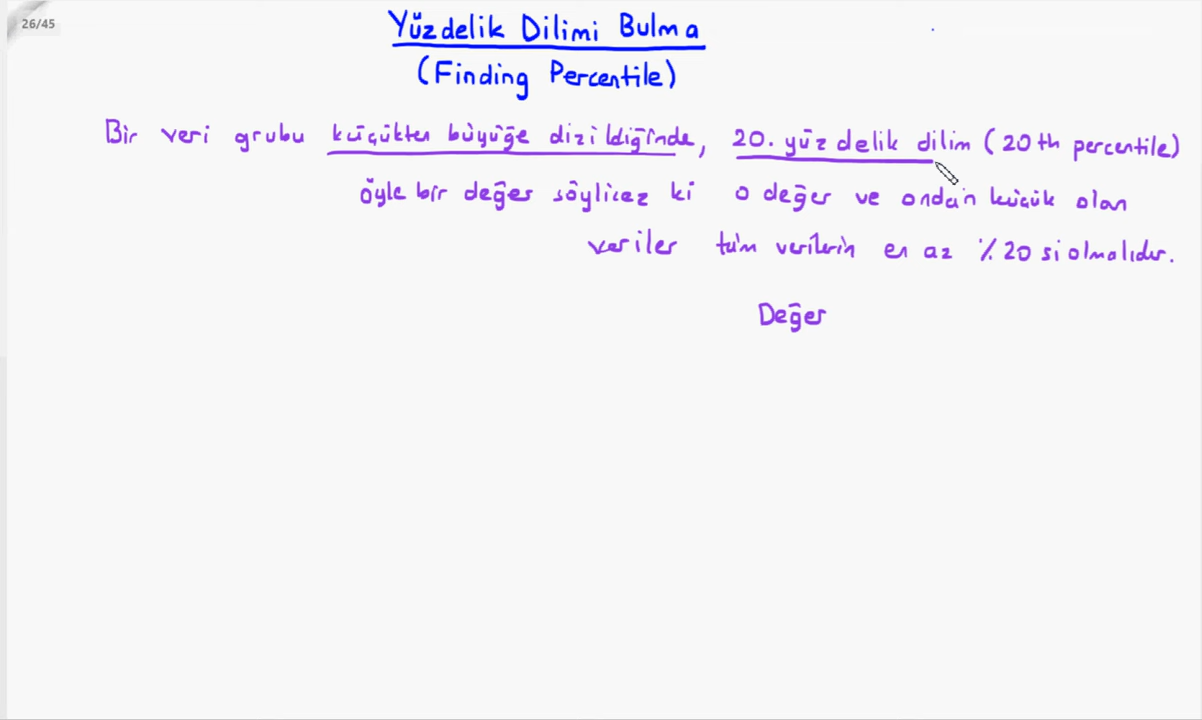 26/45
Yüzdelik Dilimi Bulma
(Finding Percentile)
Bir veri grubu küçükten büyüğe dizildiğinde, 20. yüzdelik dilim (20th percentile)
öyle bir değer söylicez ki o değer ve ondan küçük olan
veriler tüm verilerin en az %20 si olmalıdır.
Değer